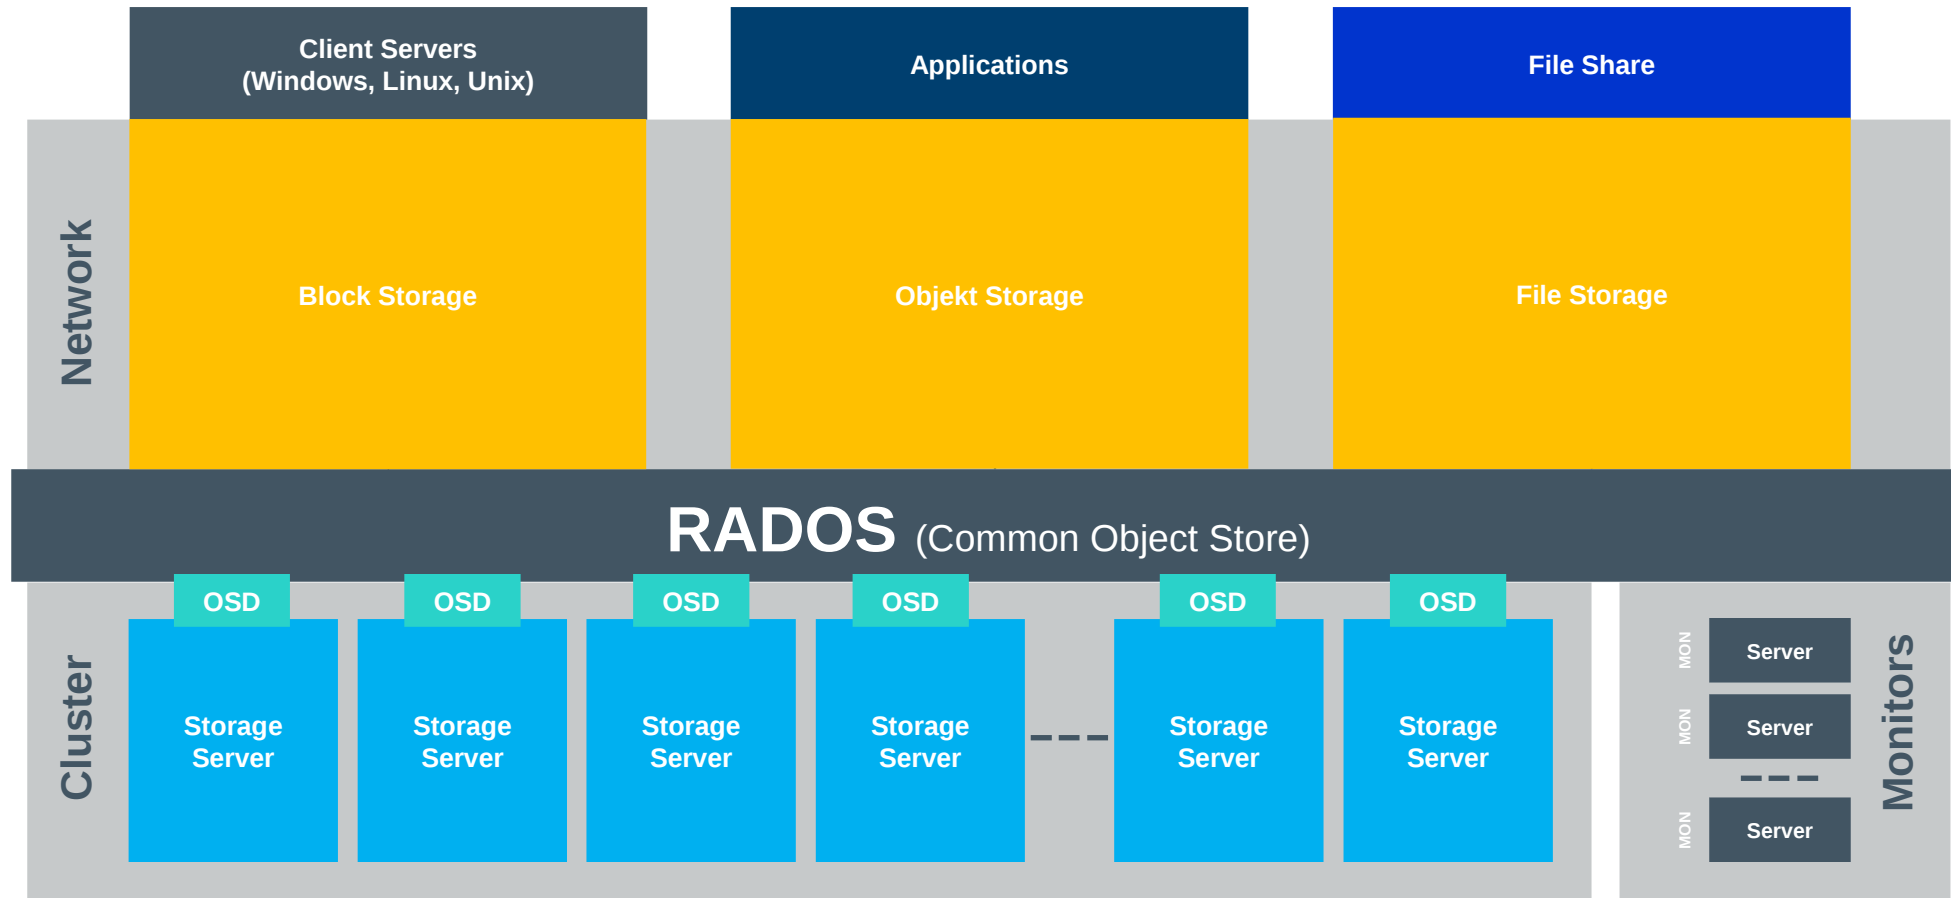 Client Servers
(Windows, Linux, Unix)
Applications
File Share
Network
Block Storage
Objekt Storage
File Storage
RADOS (Common Object Store)
OSD
OSD
OSD
OSD
OSD
OSD
Cluster
Storage
Server
Storage
Server
Storage
Server
Storage
Server
Storage
Server
Storage
Server
MON
Server
MON
Server
MON
Server
Monitors